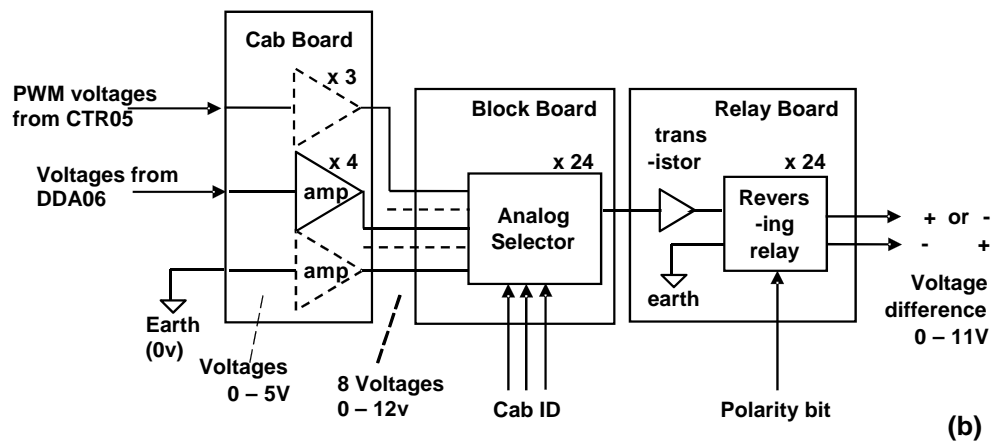 Cab Board
x 3
PWM voltages
from CTR05
Block Board
Relay Board
trans
-istor
x 4
x 24
x 24
Voltages from
DDA06
amp
Analog
Selector
Revers
-ing
relay
+ or -
- +
amp
earth
Earth
(0v)
Voltage
difference
0 – 11V
Voltages
0 – 5V
8 Voltages
0 – 12v
Cab ID
Polarity bit
(b)